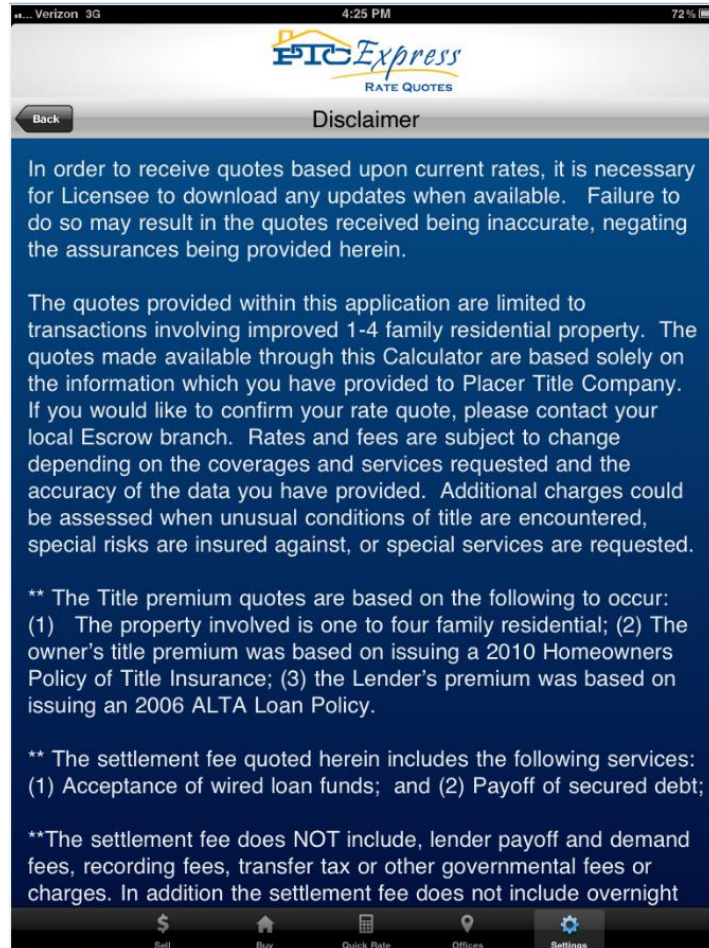 Verizon 3G 4:25 PM 72%
PTC Express
RATE QUOTES
Back
Disclaimer
In order to receive quotes based upon current rates, it is necessary
for Licensee to download any updates when available. Failure to
do so may result in the quotes received being inaccurate, negating
the assurances being provided herein.
The quotes provided within this application are limited to
transactions involving improved 1-4 family residential property. The
quotes made available through this Calculator are based solely on
the information which you have provided to Placer Title Company.
If you would like to confirm your rate quote, please contact your
local Escrow branch. Rates and fees are subject to change
depending on the coverages and services requested and the
accuracy of the data you have provided. Additional charges could
be assessed when unusual conditions of title are encountered,
special risks are insured against, or special services are requested.
** The Title premium quotes are based on the following to occur:
(1) The property involved is one to four family residential; (2) The
owner's title premium was based on issuing a 2010 Homeowners
Policy of Title Insurance; (3) the Lender's premium was based on
issuing an 2006 ALTA Loan Policy.
** The settlement fee quoted herein includes the following services:
(1) Acceptance of wired loan funds; and (2) Payoff of secured debt;
**The settlement fee does NOT include, lender payoff and demand
fees, recording fees, transfer tax or other governmental fees or
charges. In addition the settlement fee does not include overnight
Sell Buy Quick Rate Offices Settings